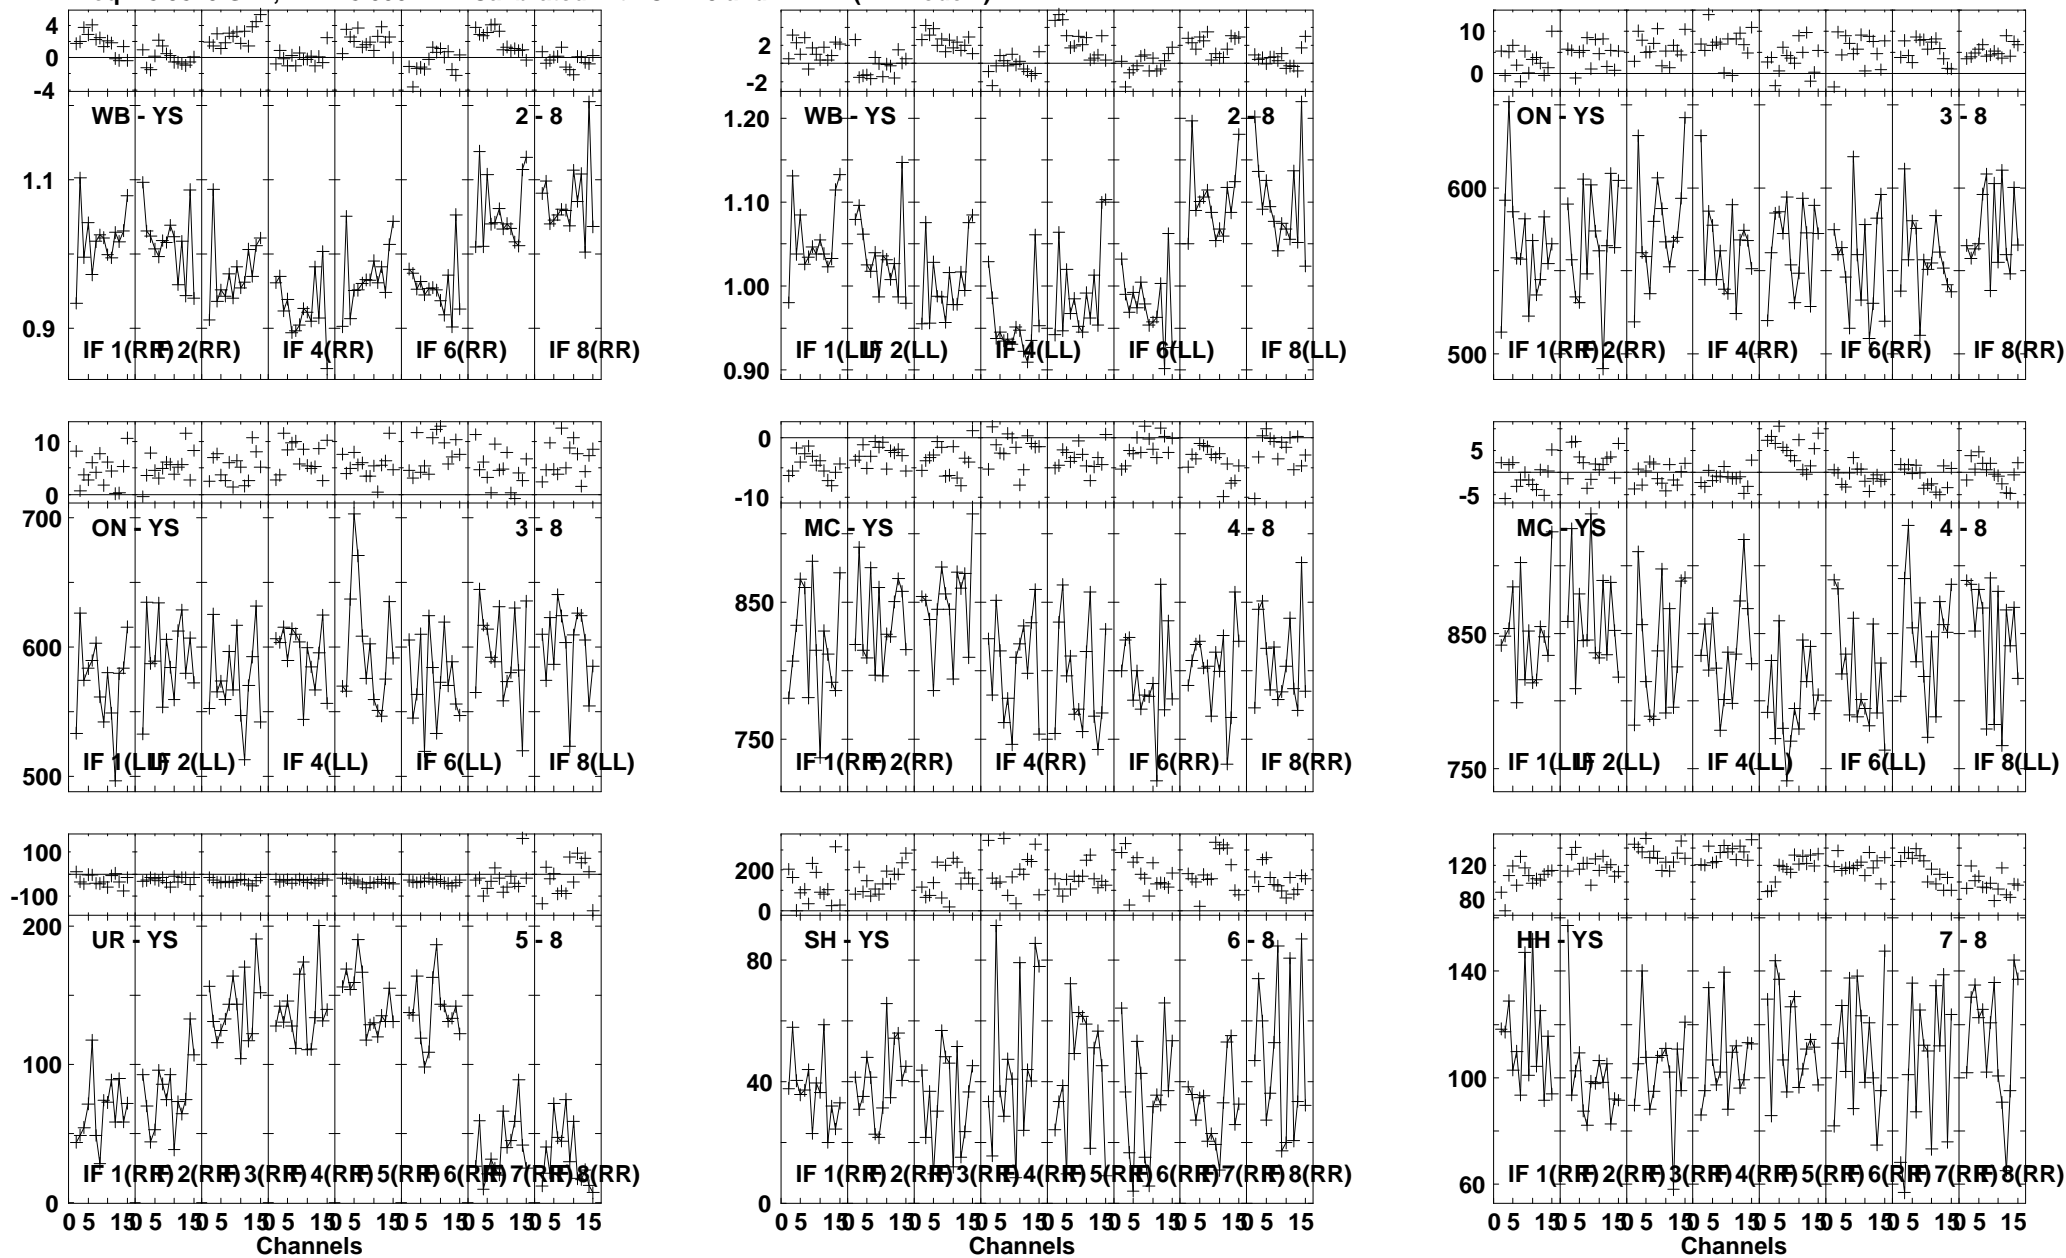 4 2 10
0 0
-4 -2 0
WB - YS 2 - 8 WB - YS 2 - 8 ON - YS 3 - 8
1.20
1.1 1.10 600
1.00
0.9 IF 1(RR) IF 2(RR) IF 4(RR) IF 6(RR) IF 8(RR) IF 1(LL) IF 2(LL) IF 4(LL) IF 6(LL) IF 8(LL) IF 1(RR) IF 2(RR) IF 4(RR) IF 6(RR) IF 8(RR)
0.90 500
10 0 5
0 -10 -5
700
ON - YS 3 - 8 MC - YS 4 - 8 MC - YS 4 - 8
600 850 850
500 IF 1(LL) IF 2(LL) IF 4(LL) IF 6(LL) IF 8(LL) 750 IF 1(RR) IF 2(RR) IF 4(RR) IF 6(RR) IF 8(RR) 750 IF 1(LL) IF 2(LL) IF 4(LL) IF 6(LL) IF 8(LL)
100 200 120
-100 0 80
200 UR - YS 5 - 8 SH - YS 6 - 8 HH - YS 7 - 8
80 140
100 40 100
IF 1(RR) IF 2(RR) IF 3(RR) IF 4(RR) IF 5(RR) IF 6(RR) IF 7(RR) IF 8(RR) IF 1(RR) IF 2(RR) IF 3(RR) IF 4(RR) IF 5(RR) IF 6(RR) IF 7(RR) IF 8(RR) 60 IF 1(RR) IF 2(RR) IF 3(RR) IF 4(RR) IF 5(RR) IF 6(RR) IF 7(RR) IF 8(RR)
0 0
0 5 15 0 5 15 0 5 15 0 5 15 0 5 15 0 5 15 0 5 15 0 5 15 0 5 15 0 5 15 0 5 15 0 5 15
Channels Channels